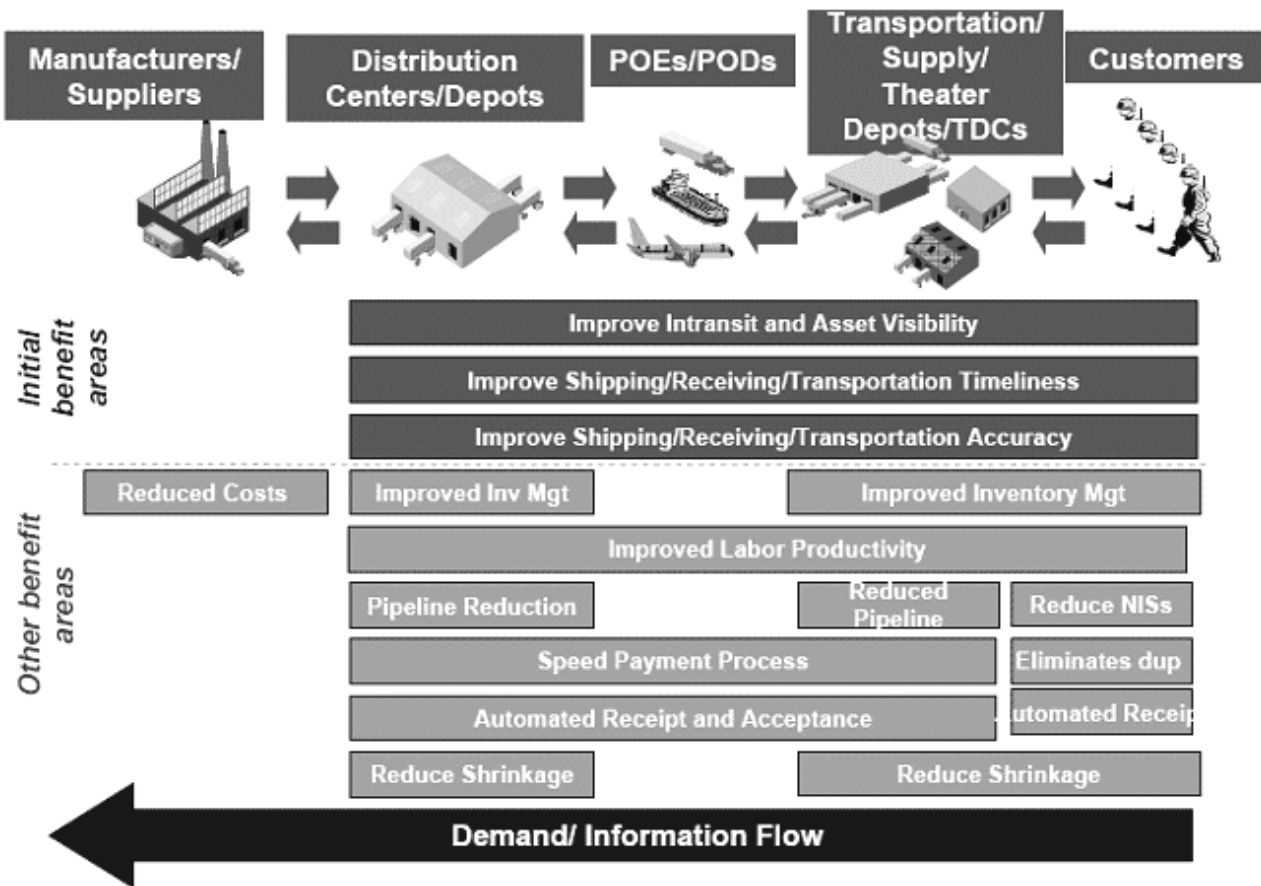 Manufacturers/
Suppliers
Distribution
Centers/Depots
POEs/PODs
Transportation/
Supply/
Theater
Depots/TDCs
Customers
Initial
benefit
areas
Improve Intransit and Asset Visibility
Improve Shipping/Receiving/Transportation Timeliness
Improve Shipping/Receiving/Transportation Accuracy
Other benefit
areas
Reduced Costs
Improved Inv Mgt
Improved Inventory Mgt
Improved Labor Productivity
Pipeline Reduction
Reduced
Pipeline
Reduce NISs
Speed Payment Process
Eliminates dup
Automated Receipt and Acceptance
Automated Receip
Reduce Shrinkage
Reduce Shrinkage
Demand/ Information Flow